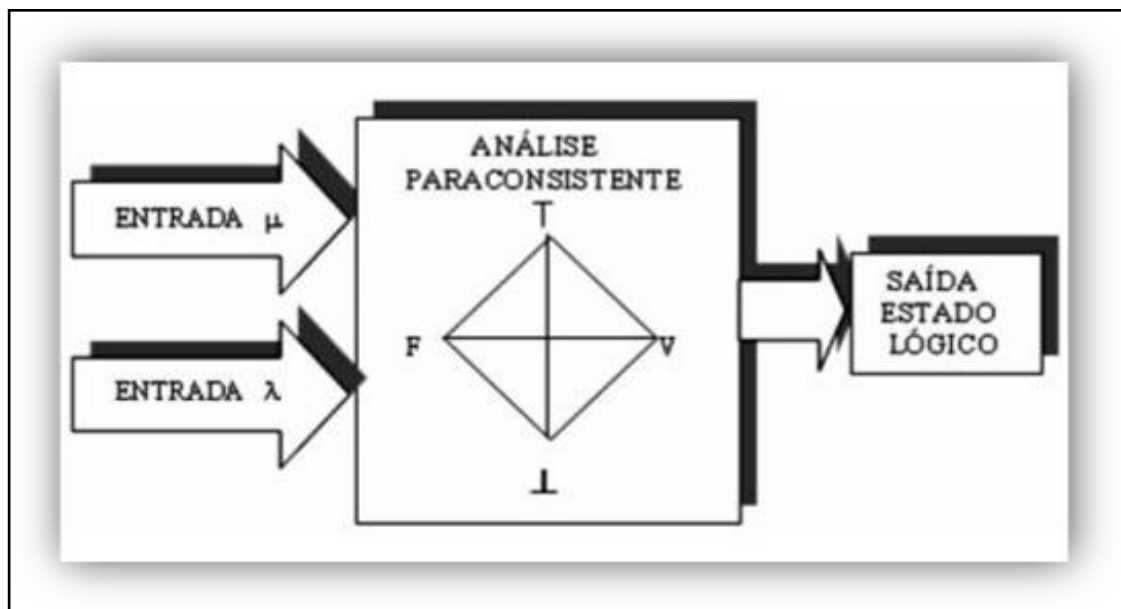 ENTRADA μ
ENTRADA λ
ANÁLISE
PARACONSISTENTE
T
F
V
⊥
SAÍDA
ESTADO
LÓGICO